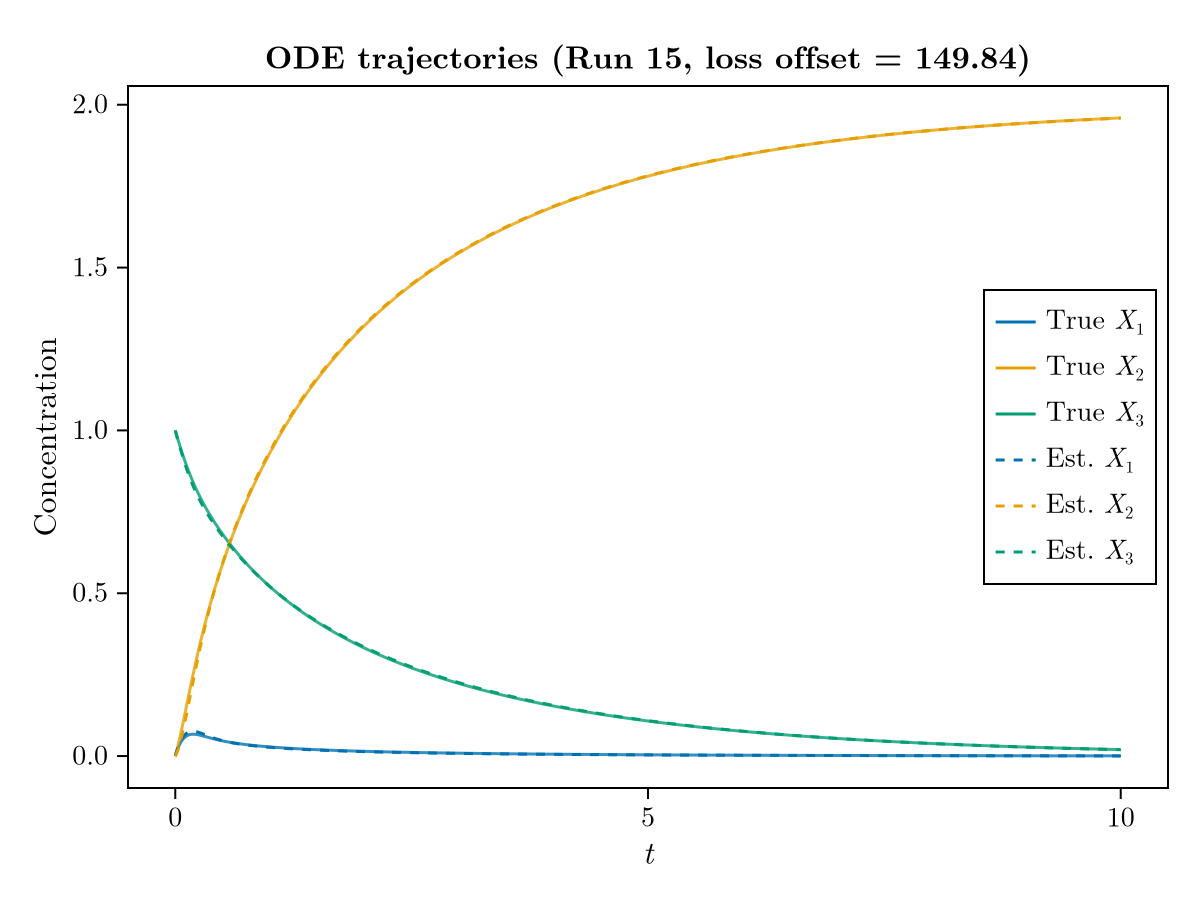 ODE trajectories (Run 15, loss offset = 149.84)
Concentration
2.0
1.5
1.0
0.5
0.0
0
5
10
t
True X₁
True X₂
True X₃
Est. X₁
Est. X₂
Est. X₃